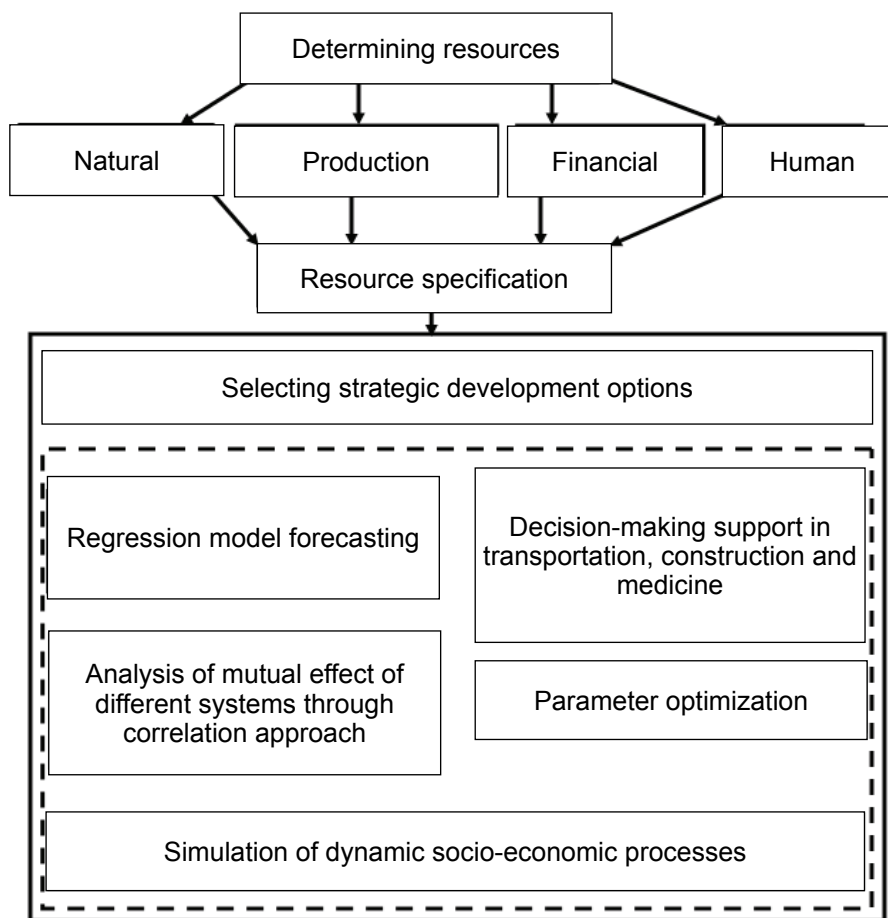 Determining resources
Natural
Production
Financial
Human
Resource specification
Selecting strategic development options
Regression model forecasting
Decision-making support in
transportation, construction and
medicine
Analysis of mutual effect of
different systems through
correlation approach
Parameter optimization
Simulation of dynamic socio-economic processes